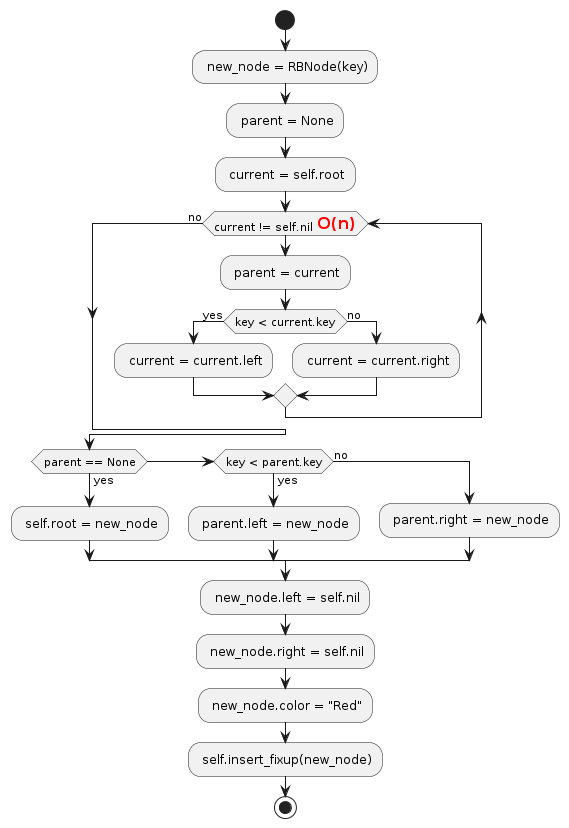 new_node = RBNode(key)
parent = None
current = self.root
no
current != self.nil O(n)
parent = current
yes
key < current.key
no
current = current.left
current = current.right
parent == None
key < parent.key
no
yes
yes
self.root = new_node
parent.left = new_node
parent.right = new_node
new_node.left = self.nil
new_node.right = self.nil
new_node.color = "Red"
self.insert_fixup(new_node)